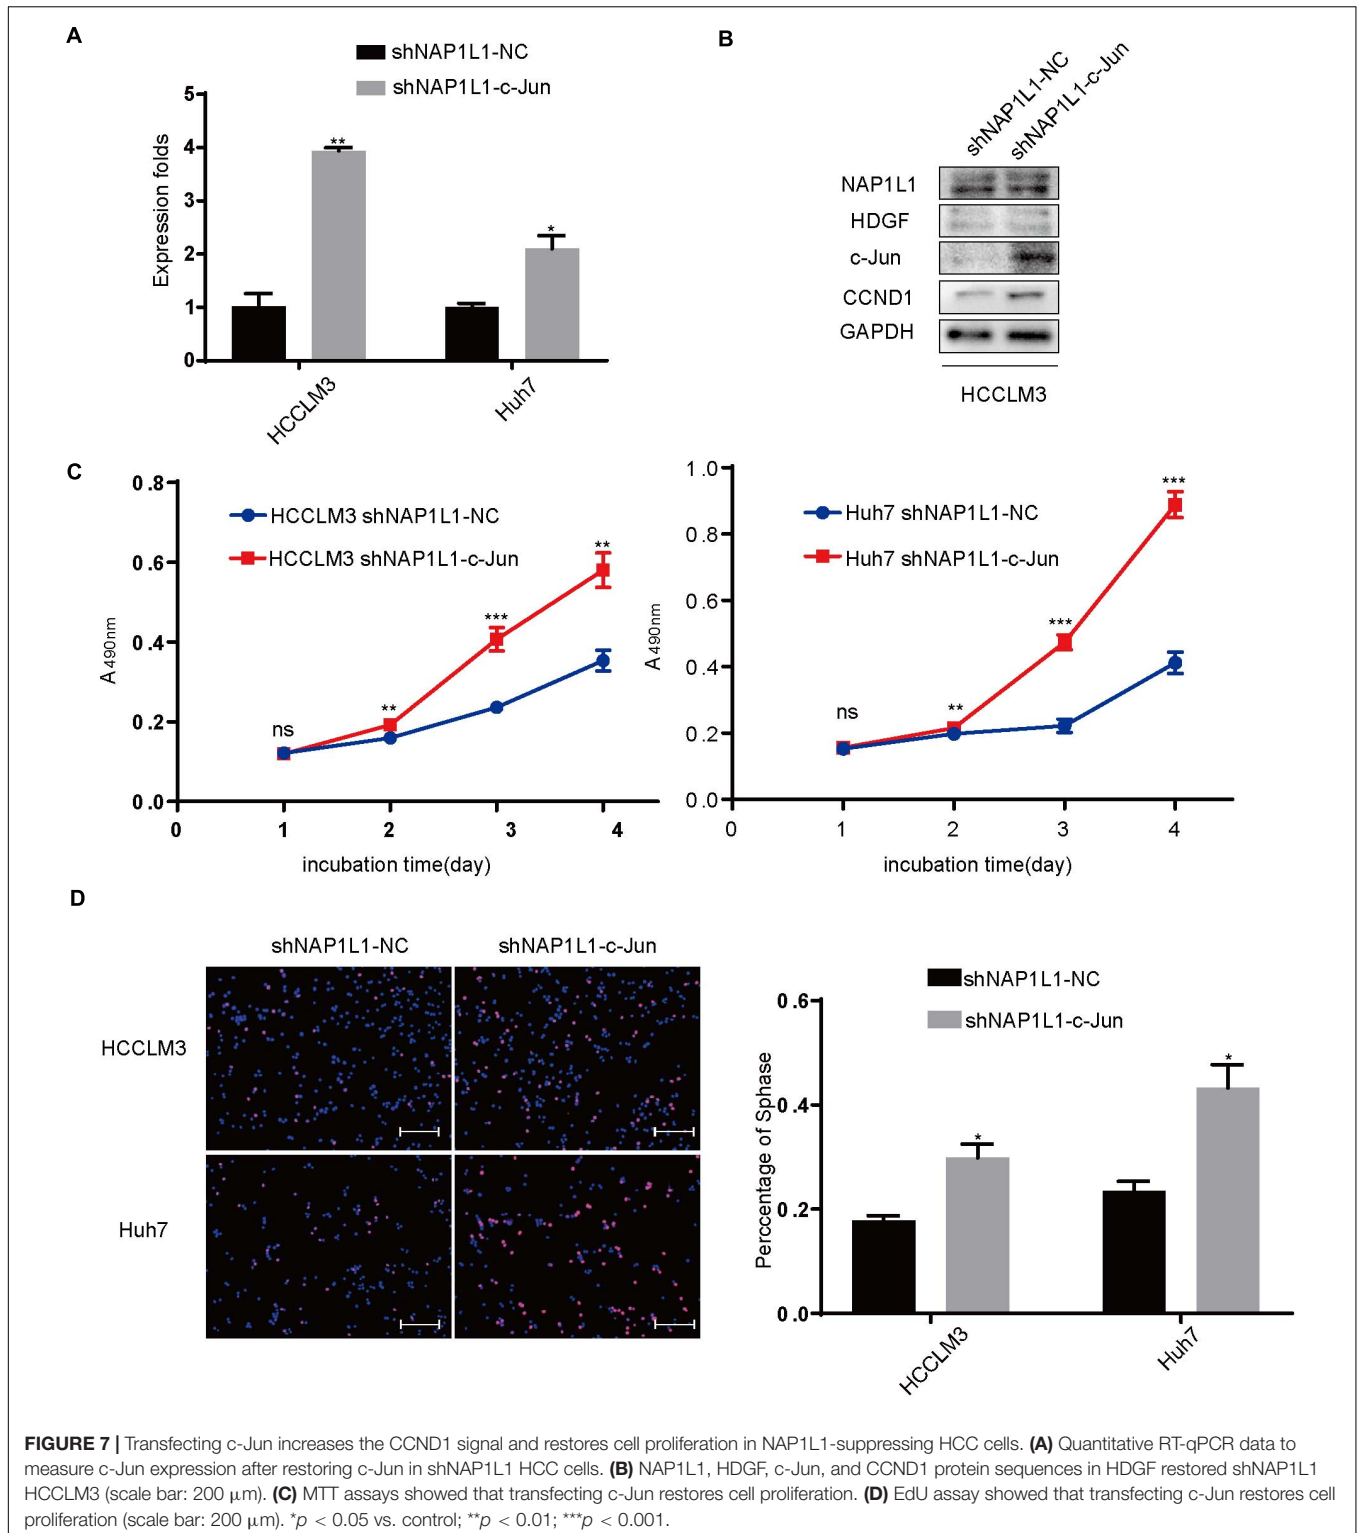 A
shNAP1L1-NC
shNAP1L1-c-Jun
Expression folds
5
4
3
2
1
0
**
*
HCCLM3
Huh7
B
shNAP1L1-NC
shNAP1L1-c-Jun
NAP1L1
HDGF
c-Jun
CCND1
GAPDH
HCCLM3
C
0.8
0.6
0.4
0.2
0.0
A490nm
HCCLM3 shNAP1L1-NC
HCCLM3 shNAP1L1-c-Jun
ns
**
***
**
0 1 2 3 4
incubation time(day)
1.0
0.8
0.6
0.4
0.2
0.0
A490nm
Huh7 shNAP1L1-NC
Huh7 shNAP1L1-c-Jun
ns
**
***
***
0 1 2 3 4
incubation time(day)
D
shNAP1L1-NC shNAP1L1-c-Jun
HCCLM3
Huh7
shNAP1L1-NC
shNAP1L1-c-Jun
Perccentage of Sphase
0.6
0.4
0.2
0.0
*
*
HCCLM3
Huh7
FIGURE 7 | Transfecting c-Jun increases the CCND1 signal and restores cell proliferation in NAP1L1-suppressing HCC cells. (A) Quantitative RT-qPCR data to
measure c-Jun expression after restoring c-Jun in shNAP1L1 HCC cells. (B) NAP1L1, HDGF, c-Jun, and CCND1 protein sequences in HDGF restored shNAP1L1
HCCLM3 (scale bar: 200 μm). (C) MTT assays showed that transfecting c-Jun restores cell proliferation. (D) EdU assay showed that transfecting c-Jun restores cell
proliferation (scale bar: 200 μm). *p < 0.05 vs. control; **p < 0.01; ***p < 0.001.